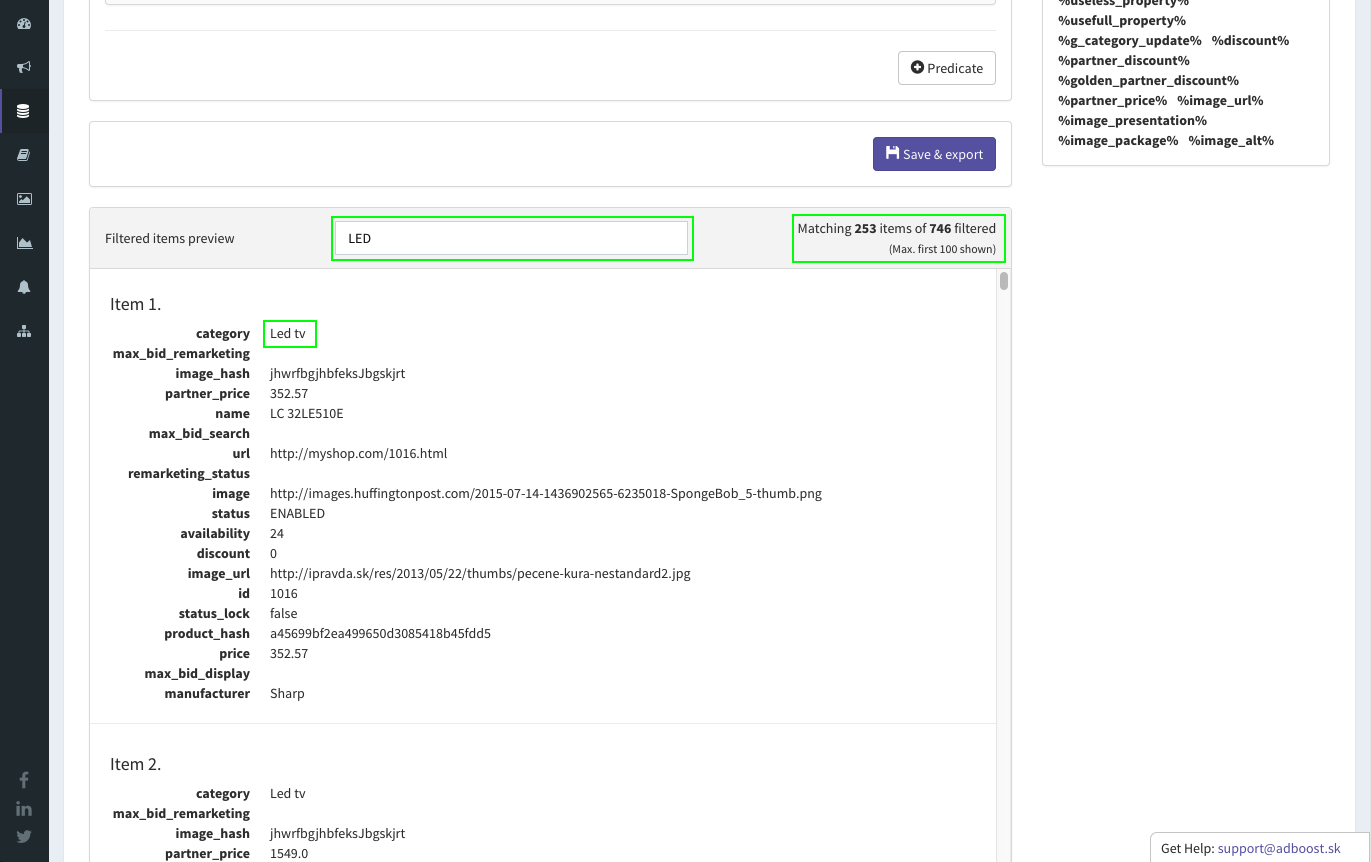 %useless_property%
%usefull_property%
%g_category_update% %discount%
%partner_discount%
%golden_partner_discount%
%partner_price% %image_url%
%image_presentation%
%image_package% %image_alt%
Predicate
Save & export
Filtered items preview
LED
Matching 253 items of 746 filtered
(Max. first 100 shown)
Item 1.
category Led tv
max_bid_remarketing
image_hash jhwrfbgjhbfeksJbgskjrt
partner_price 352.57
name LC 32LE510E
max_bid_search
url http://myshop.com/1016.html
remarketing_status
image http://images.huffingtonpost.com/2015-07-14-1436902565-6235018-SpongeBob_5-thumb.png
status ENABLED
availability 24
discount 0
image_url http://ipravda.sk/res/2013/05/22/thumbs/pecene-kura-nestandard2.jpg
id 1016
status_lock false
product_hash a45699bf2ea499650d3085418b45fdd5
price 352.57
max_bid_display
manufacturer Sharp
Item 2.
category Led tv
max_bid_remarketing
image_hash jhwrfbgjhbfeksJbgskjrt
partner_price 1549.0
Get Help: support@adboost.sk